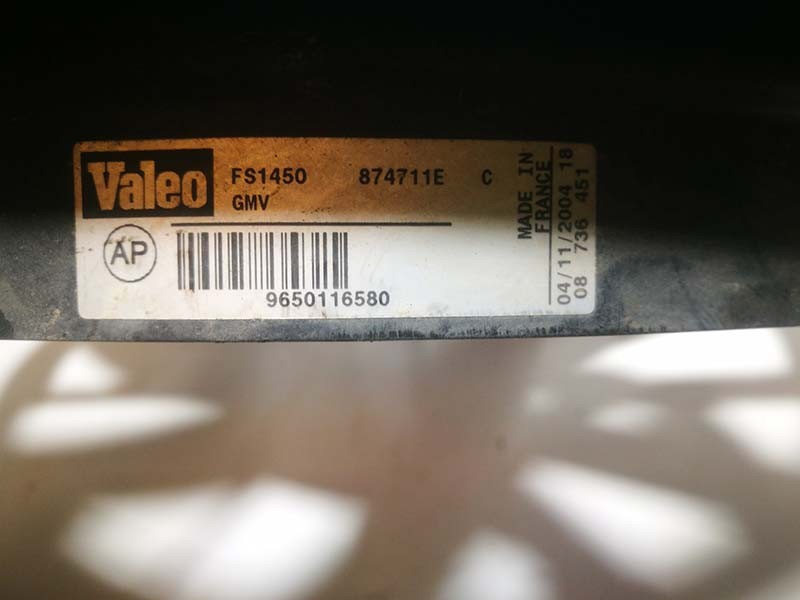 Valeo FS1450 874711E C
GMV
AP
9650116580
MADE IN
FRANCE
04/11/2004 18
08 736 451